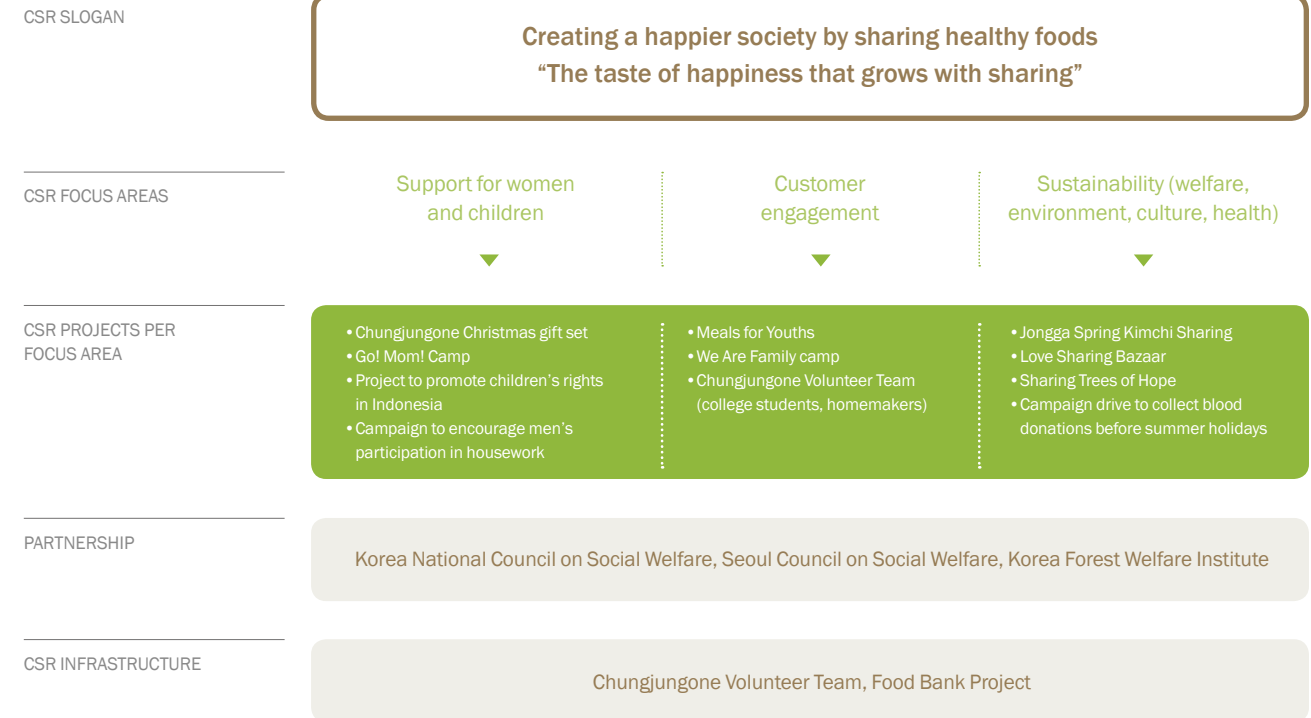 CSR SLOGAN
Creating a happier society by sharing healthy foods
“The taste of happiness that grows with sharing”
CSR FOCUS AREAS
Support for women
and children
Customer
engagement
Sustainability (welfare,
environment, culture, health)
CSR PROJECTS PER
FOCUS AREA
•Chungjungone Christmas gift set
•Go! Mom! Camp
•Project to promote children’s rights
in Indonesia
•Campaign to encourage men’s
participation in housework
•Meals for Youths
•We Are Family camp
•Chungjungone Volunteer Team
(college students, homemakers)
•Jongga Spring Kimchi Sharing
•Love Sharing Bazaar
•Sharing Trees of Hope
•Campaign drive to collect blood
donations before summer holidays
PARTNERSHIP
Korea National Council on Social Welfare, Seoul Council on Social Welfare, Korea Forest Welfare Institute
CSR INFRASTRUCTURE
Chungjungone Volunteer Team, Food Bank Project